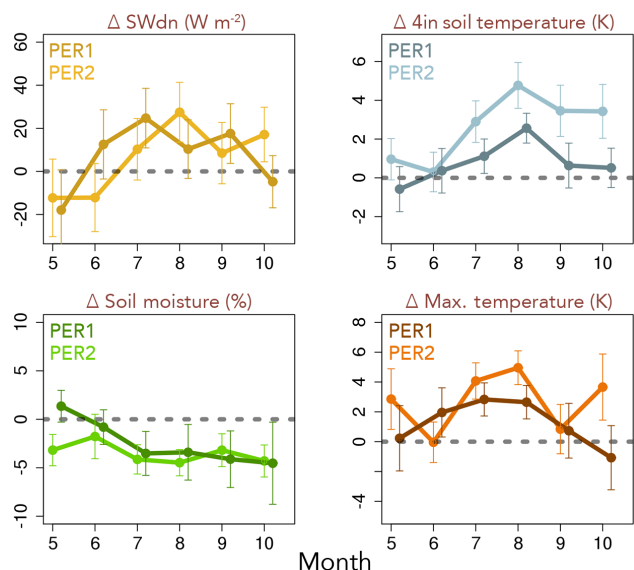 Δ SWdn (W m-2)
PER1
PER2
60
40
20
0
-20
5 6 7 8 9 10
Δ 4in soil temperature (K)
PER1
PER2
6
4
2
0
-2
5 6 7 8 9 10
Δ Soil moisture (%)
PER1
PER2
10
5
0
-5
-10
5 6 7 8 9 10
Δ Max. temperature (K)
PER1
PER2
8
6
4
2
0
-4
5 6 7 8 9 10
Month